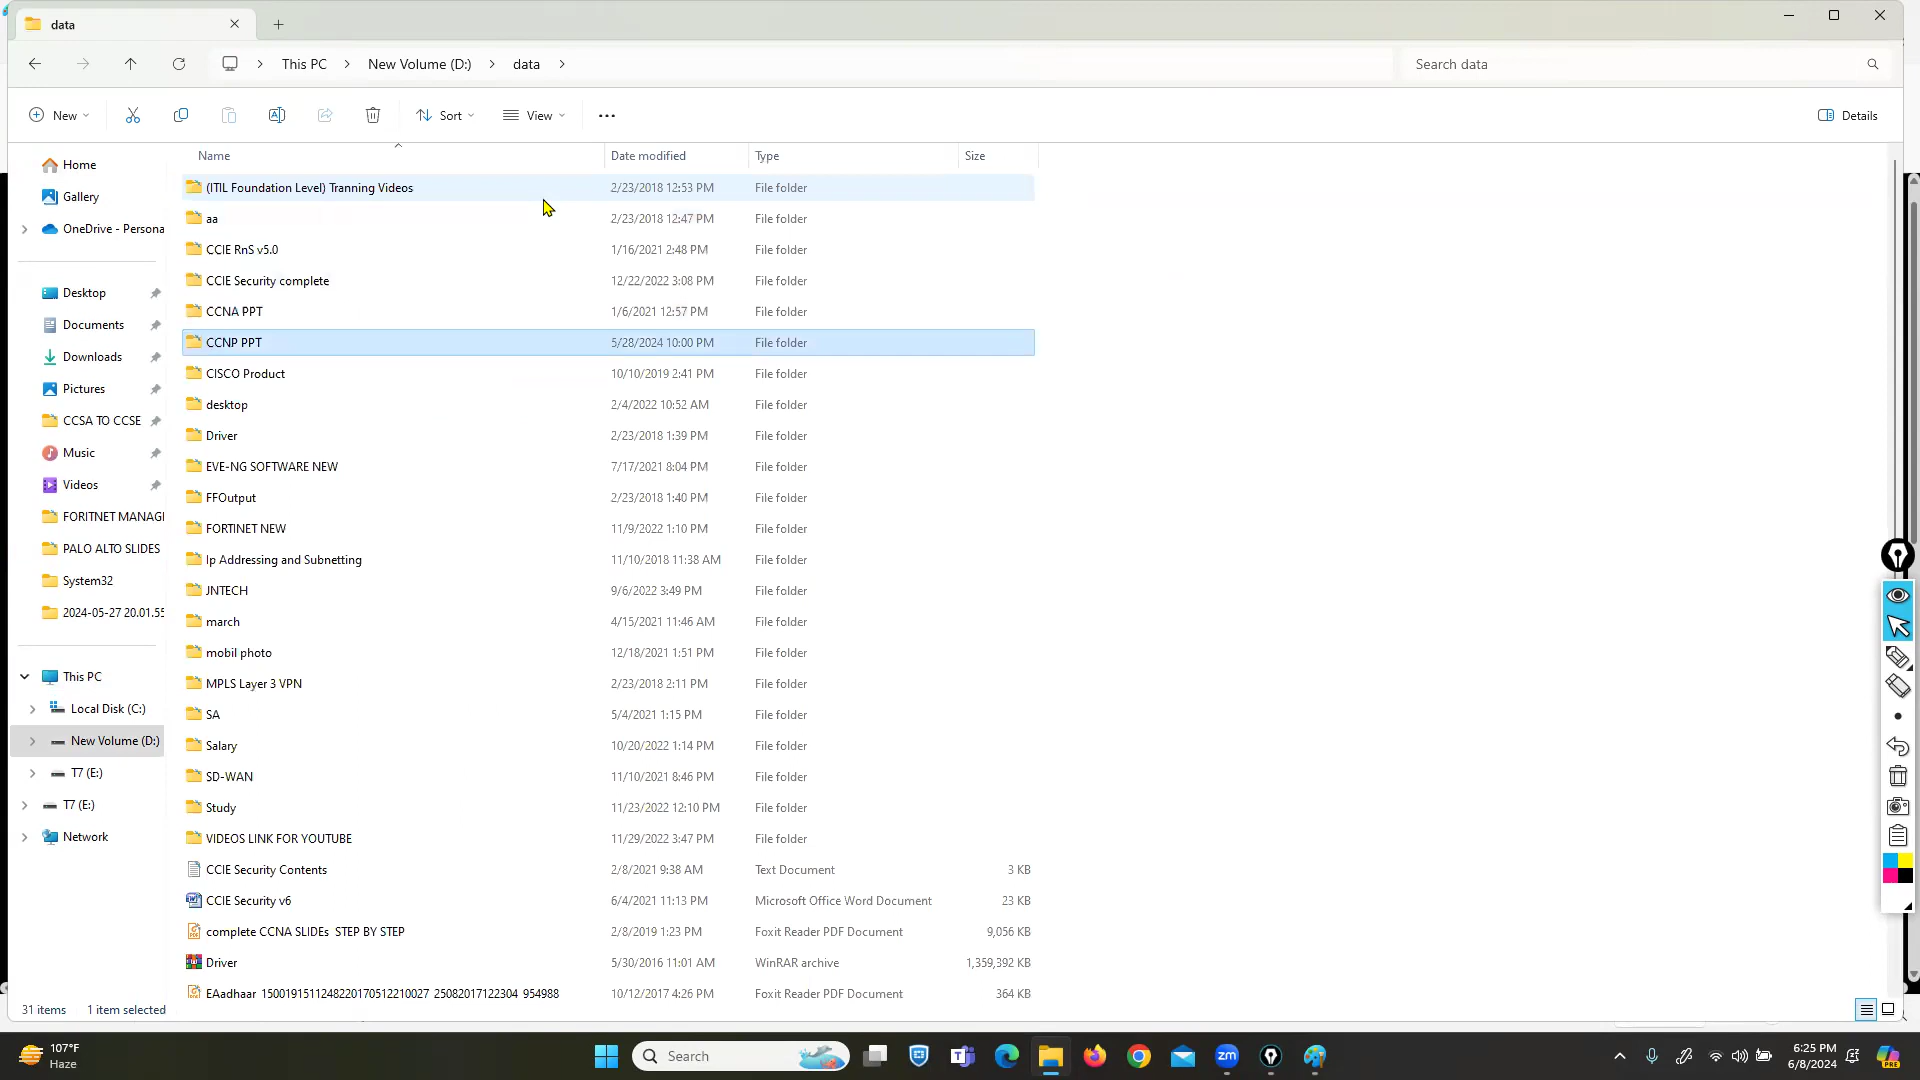 data
This PC
New Volume (D:)
data
Search data
New
Sort
View
Details
Name
Date modified
Type
Size
Home
Gallery
OneDrive - Persona
Desktop
Documents
Downloads
Pictures
CCSA TO CCSE
Music
Videos
FORITNET MANAGI
PALO ALTO SLIDES
System32
2024-05-27 20.01.55
This PC
Local Disk (C:)
New Volume (D:)
T7 (E:)
T7 (E:)
Network
(ITIL Foundation Level) Tranning Videos 2/23/2018 12:53 PM File folder
aa 2/23/2018 12:47 PM File folder
CCIE RnS v5.0 1/16/2021 2:48 PM File folder
CCIE Security complete 12/22/2022 3:08 PM File folder
CCNA PPT 1/6/2021 12:57 PM File folder
CCNP PPT 5/28/2024 10:00 PM File folder
CISCO Product 10/10/2019 2:41 PM File folder
desktop 2/4/2022 10:52 AM File folder
Driver 2/23/2018 1:39 PM File folder
EVE-NG SOFTWARE NEW 7/17/2021 8:04 PM File folder
FFOutput 2/23/2018 1:40 PM File folder
FORTINET NEW 11/9/2022 1:10 PM File folder
Ip Addressing and Subnetting 11/10/2018 11:38 AM File folder
JNTECH 9/6/2022 3:49 PM File folder
march 4/15/2021 11:46 AM File folder
mobil photo 12/18/2021 1:51 PM File folder
MPLS Layer 3 VPN 2/23/2018 2:11 PM File folder
SA 5/4/2021 1:15 PM File folder
Salary 10/20/2022 1:14 PM File folder
SD-WAN 11/10/2021 8:46 PM File folder
Study 11/23/2022 12:10 PM File folder
VIDEOS LINK FOR YOUTUBE 11/29/2022 3:47 PM File folder
CCIE Security Contents 2/8/2021 9:38 AM Text Document 3 KB
CCIE Security v6 6/4/2021 11:13 PM Microsoft Office Word Document 23 KB
complete CCNA SLIDEs STEP BY STEP 2/8/2019 1:23 PM Foxit Reader PDF Document 9,056 KB
Driver 5/30/2016 11:01 AM WinRAR archive 1,359,392 KB
EAadhaar_1500191511248220170512210027_25082017122304_954988 10/12/2017 4:26 PM Foxit Reader PDF Document 364 KB
31 items 1 item selected
107°F
Haze
Search
zm
6:25 PM
6/8/2024